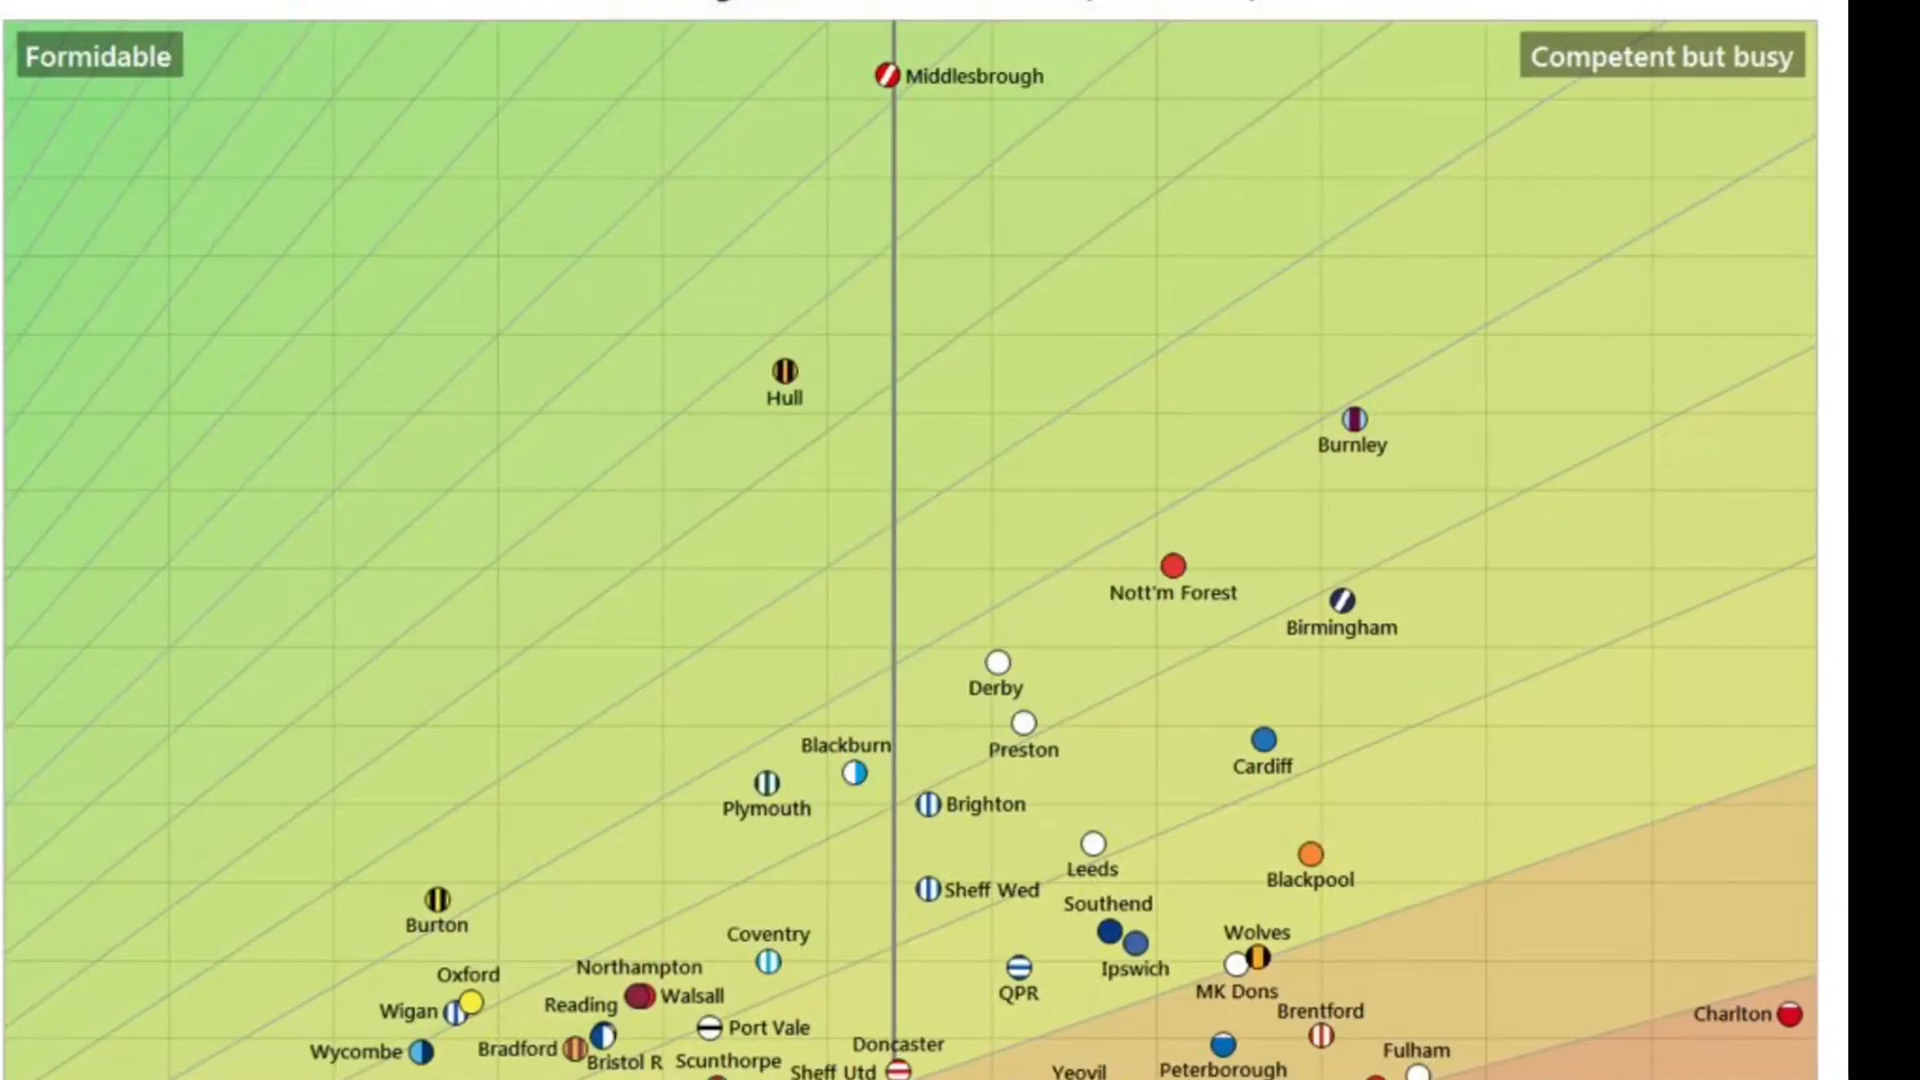 Formidable
Competent but busy
Middlesbrough
Hull
Burnley
Nott'm Forest
Birmingham
Derby
Preston
Blackburn
Cardiff
Plymouth
Brighton
Leeds
Blackpool
Sheff Wed
Southend
Burton
Coventry
Wolves
Ipswich
Northampton
Oxford
QPR
MK Dons
Walsall
Reading
Wigan
Brentford
Charlton
Port Vale
Doncaster
Bradford
Wycombe
Fulham
Bristol R
Scunthorpe
Sheff Utd
Yeovil
Peterborough